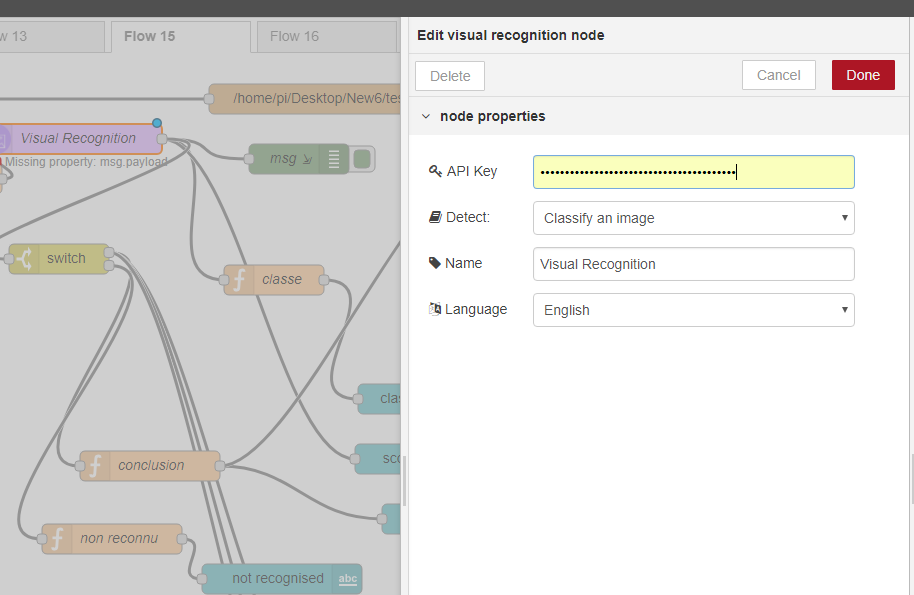 w 13
Flow 15
Flow 16
Edit visual recognition node
Delete
Cancel
Done
node properties
API Key
••••••••••••••••••••••••••••••••••••••••
Detect:
Classify an image
Name
Visual Recognition
Language
English
/home/pi/Desktop/New6/tes
Visual Recognition
Missing property: msg.payload
msg
switch
classe
clas
sco
conclusion
non reconnu
not recognised
abc